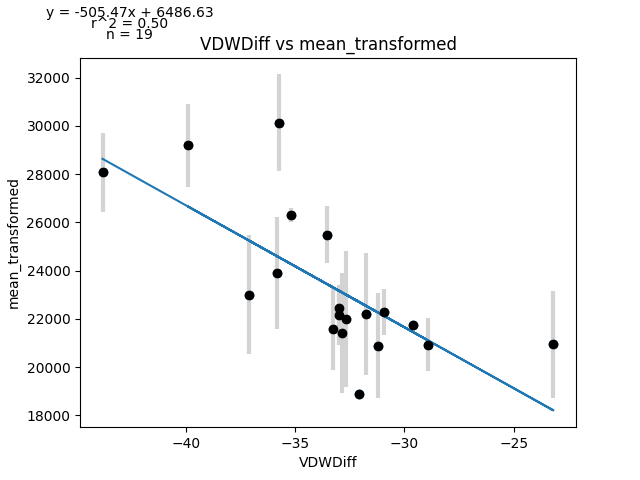 y = -505.47x + 6486.63
r^2 = 0.50
n = 19
VDWDiff vs mean_transformed
32000
30000
28000
26000
24000
22000
20000
18000
mean_transformed
−40
−35
−30
−25
VDWDiff